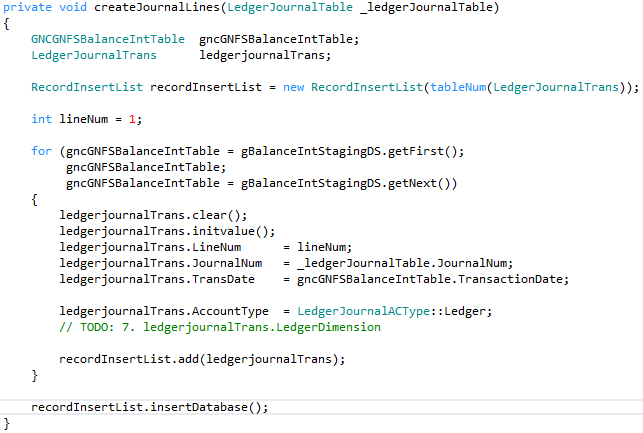 private void createJournalLines(LedgerJournalTable _ledgerJournalTable)
{
    GNCGNFSBalanceIntTable  gncGNFSBalanceIntTable;
    LedgerJournalTrans      ledgerjournalTrans;

    RecordInsertList recordInsertList = new RecordInsertList(tableNum(LedgerJournalTrans));

    int lineNum = 1;

    for (gncGNFSBalanceIntTable = gBalanceIntStagingDS.getFirst();
         gncGNFSBalanceIntTable;
         gncGNFSBalanceIntTable = gBalanceIntStagingDS.getNext())
    {
        ledgerjournalTrans.clear();
        ledgerjournalTrans.initvalue();
        ledgerjournalTrans.LineNum      = lineNum;
        ledgerjournalTrans.JournalNum   = _ledgerJournalTable.JournalNum;
        ledgerjournalTrans.TransDate    = gncGNFSBalanceIntTable.TransactionDate;

        ledgerjournalTrans.AccountType  = LedgerJournalACType::Ledger;
        // TODO: 7. ledgerjournalTrans.LedgerDimension

        recordInsertList.add(ledgerjournalTrans);
    }

    recordInsertList.insertDatabase();
}